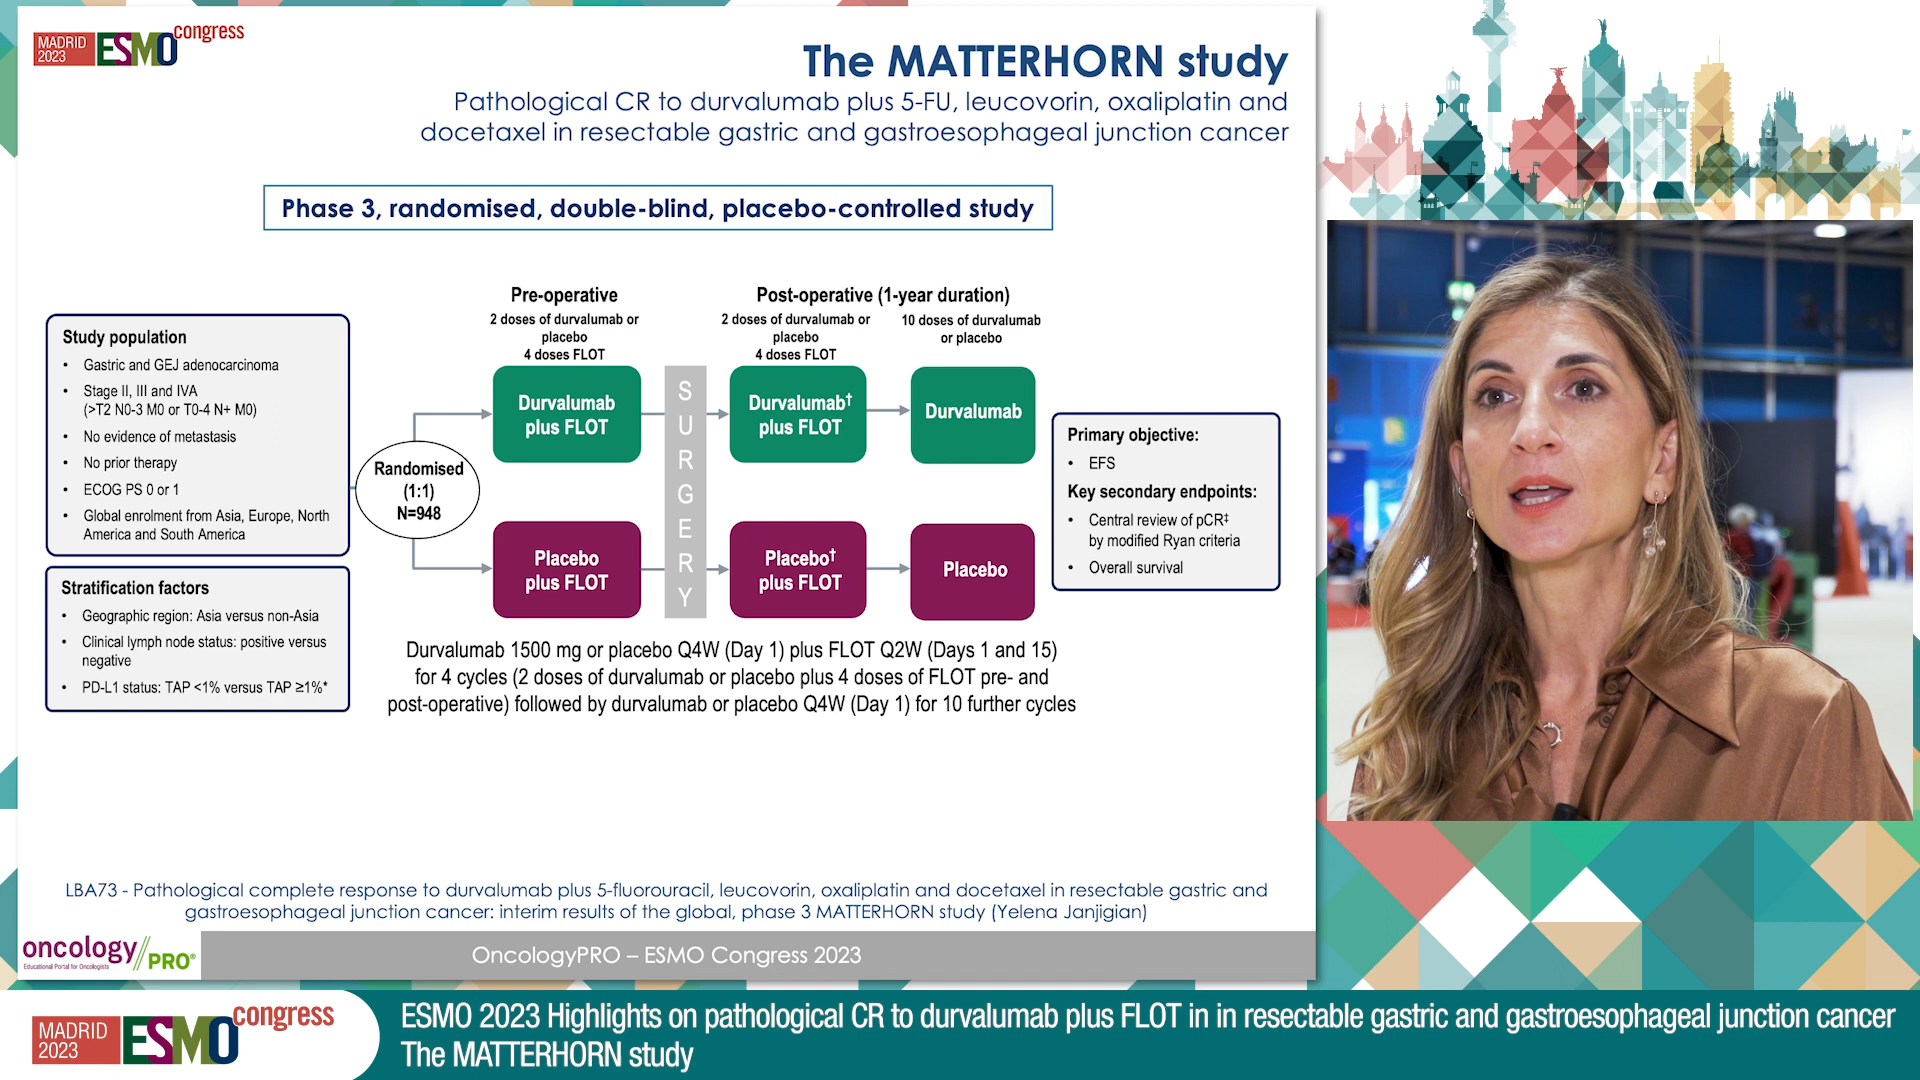 MADRID
2023
ESMO congress
The MATTERHORN study
Pathological CR to durvalumab plus 5-FU, leucovorin, oxaliplatin and
docetaxel in resectable gastric and gastroesophageal junction cancer
Phase 3, randomised, double-blind, placebo-controlled study
Study population
• Gastric and GEJ adenocarcinoma
• Stage II, III and IVA
(>T2 N0-3 M0 or T0-4 N+ M0)
• No evidence of metastasis
• No prior therapy
• ECOG PS 0 or 1
• Global enrolment from Asia, Europe, North
America and South America
Stratification factors
• Geographic region: Asia versus non-Asia
• Clinical lymph node status: positive versus
negative
• PD-L1 status: TAP <1% versus TAP ≥1%*
Randomised
(1:1)
N=948
Pre-operative
2 doses of durvalumab or
placebo
4 doses FLOT
Durvalumab
plus FLOT
Placebo
plus FLOT
SURGERY
Post-operative (1-year duration)
2 doses of durvalumab or
placebo
4 doses FLOT
10 doses of durvalumab
or placebo
Durvalumab†
plus FLOT
Durvalumab
Placebo†
plus FLOT
Placebo
Primary objective:
• EFS
Key secondary endpoints:
• Central review of pCR‡
by modified Ryan criteria
• Overall survival
Durvalumab 1500 mg or placebo Q4W (Day 1) plus FLOT Q2W (Days 1 and 15)
for 4 cycles (2 doses of durvalumab or placebo plus 4 doses of FLOT pre- and
post-operative) followed by durvalumab or placebo Q4W (Day 1) for 10 further cycles
LBA73 - Pathological complete response to durvalumab plus 5-fluorouracil, leucovorin, oxaliplatin and docetaxel in resectable gastric and
gastroesophageal junction cancer: interim results of the global, phase 3 MATTERHORN study (Yelena Janjigian)
oncology//PRO®
Educational Portal for Oncologists
OncologyPRO – ESMO Congress 2023
MADRID
2023
ESMO congress
ESMO 2023 Highlights on pathological CR to durvalumab plus FLOT in in resectable gastric and gastroesophageal junction cancer
The MATTERHORN study